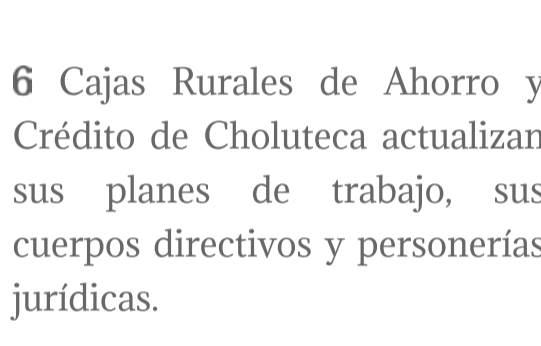 6 Cajas Rurales de Ahorro y
Crédito de Choluteca actualizan
sus planes de trabajo, sus
cuerpos directivos y personerías
jurídicas.